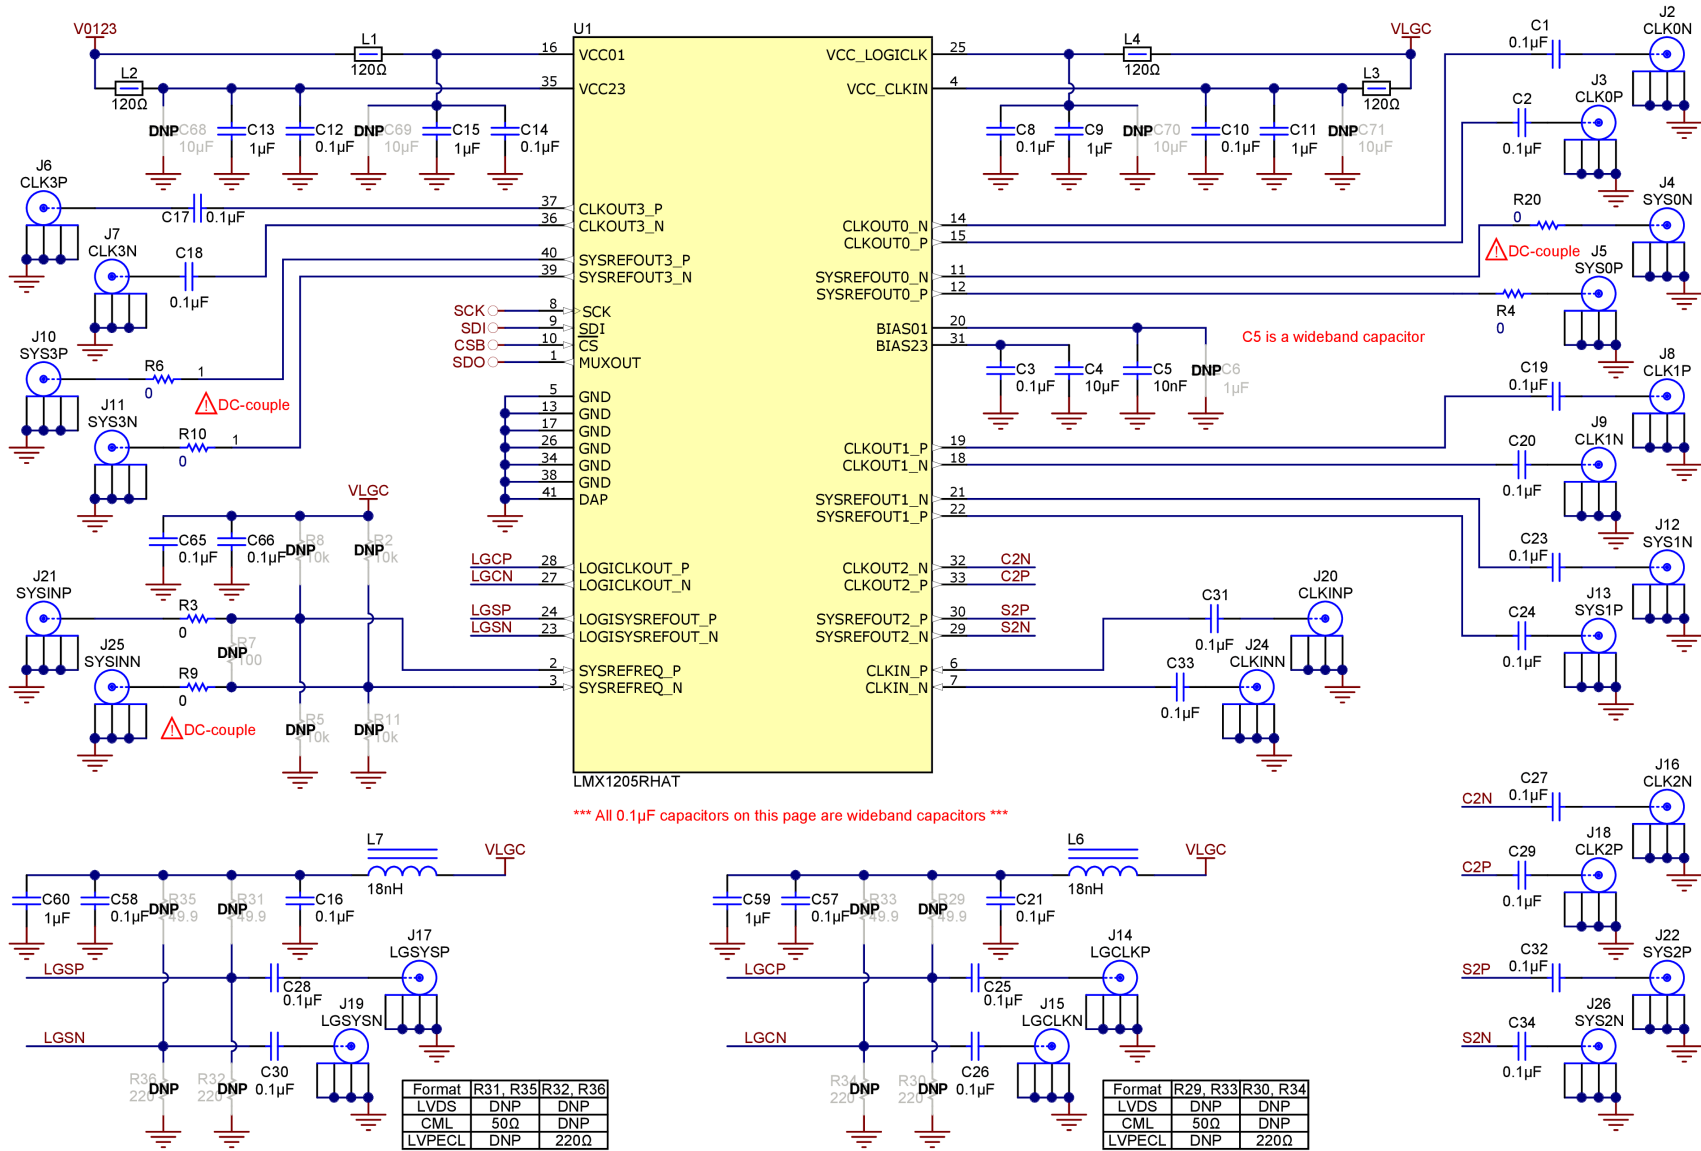 V0123
L1
120Ω
L2
120Ω
DNP C68 10µF
C13 1µF
C12 0.1µF
DNP C69 10µF
C15 1µF
C14 0.1µF
U1
16 VCC01
35 VCC23
37 CLKOUT3_P
36 CLKOUT3_N
40 SYSREFOUT3_P
39 SYSREFOUT3_N
SCK 8 SCK
SDI 9 SDI
CSB 10 CS
SDO 1 MUXOUT
5 GND
13 GND
17 GND
26 GND
34 GND
38 GND
41 DAP
LGCP 28 LOGICLKOUT_P
LGCN 27 LOGICLKOUT_N
LGSP 24 LOGISYSREFOUT_P
LGSN 23 LOGISYSREFOUT_N
2 SYSREFREQ_P
3 SYSREFREQ_N
VCC_LOGICLK 25
VCC_CLKIN 4
CLKOUT0_N 14
CLKOUT0_P 15
SYSREFOUT0_N 11
SYSREFOUT0_P 12
BIAS01 20
BIAS23 31
CLKOUT1_P 19
CLKOUT1_N 18
SYSREFOUT1_N 21
SYSREFOUT1_P 22
CLKOUT2_N 32 C2N
CLKOUT2_P 33 C2P
SYSREFOUT2_P 30 S2P
SYSREFOUT2_N 29 S2N
CLKIN_P 6
CLKIN_N 7
LMX1205RHAT
*** All 0.1µF capacitors on this page are wideband capacitors ***
J6
CLK3P
C17 0.1µF
J7
CLK3N
C18
0.1µF
J10
SYS3P
R6
0
1
DC-couple
J11
SYS3N
R10
0
1
VLGC
C65
0.1µF
C66
0.1µF
DNP R8 10k
DNP R2 10k
J21
SYSINP
R3
0
DNP R7 100
J25
SYSINN
R9
0
DC-couple
DNP R5 10k
DNP R11 10k
L4
120Ω
VLGC
L3
120Ω
C8
0.1µF
C9
1µF
DNP C70 10µF
C10
0.1µF
C11
1µF
DNP C71 10µF
C1
0.1µF
J2
CLK0N
C2
0.1µF
J3
CLK0P
R20
0
J4
SYS0N
DC-couple
J5
SYS0P
R4
0
C5 is a wideband capacitor
C3
0.1µF
C4
10µF
C5
10nF
DNP C6 1µF
C19
0.1µF
J8
CLK1P
C20
0.1µF
J9
CLK1N
C23
0.1µF
J12
SYS1N
C24
0.1µF
J13
SYS1P
C31
0.1µF
J20
CLKINP
C33
0.1µF
J24
CLKINN
C2N
C27
0.1µF
J16
CLK2N
C2P
C29
0.1µF
J18
CLK2P
S2P
C32
0.1µF
J22
SYS2P
S2N
C34
0.1µF
J26
SYS2N
L7
18nH
VLGC
C60
1µF
C58
0.1µF
DNP R35 49.9
DNP R31 49.9
C16
0.1µF
LGSP
C28
0.1µF
J17
LGSYSP
LGSN
C30
0.1µF
J19
LGSYSN
R36 220 DNP
R32 220 DNP
Format R31, R35 R32, R36
LVDS DNP DNP
CML 50Ω DNP
LVPECL DNP 220Ω
L6
18nH
VLGC
C59
1µF
C57
0.1µF
DNP R33 49.9
DNP R29 49.9
C21
0.1µF
LGCP
C25
0.1µF
J14
LGCLKP
LGCN
C26
0.1µF
J15
LGCLKN
R34 220 DNP
R30 220 DNP
Format R29, R33 R30, R34
LVDS DNP DNP
CML 50Ω DNP
LVPECL DNP 220Ω